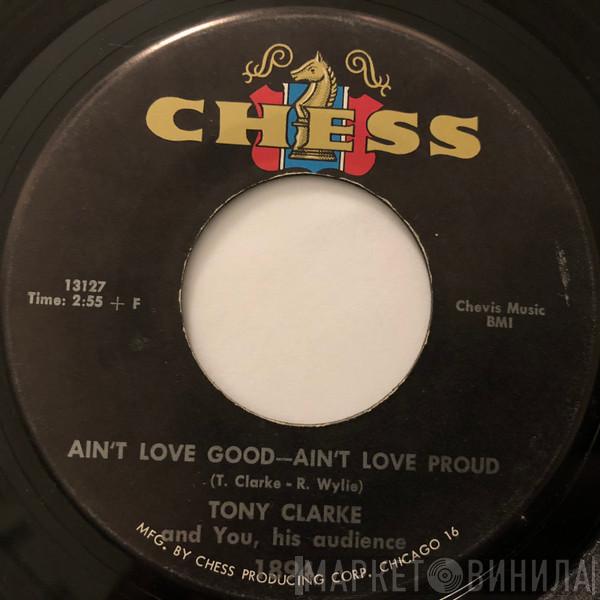 CHESS
13127
Time: 2:55 + F
Chevis Music
BMI
AIN'T LOVE GOOD—AIN'T LOVE PROUD
(T. Clarke - R. Wylie)
TONY CLARKE
and You, his audience
MFG. BY CHESS PRODUCING CORP. CHICAGO 16
МАРКЕТ ВИНИЛА